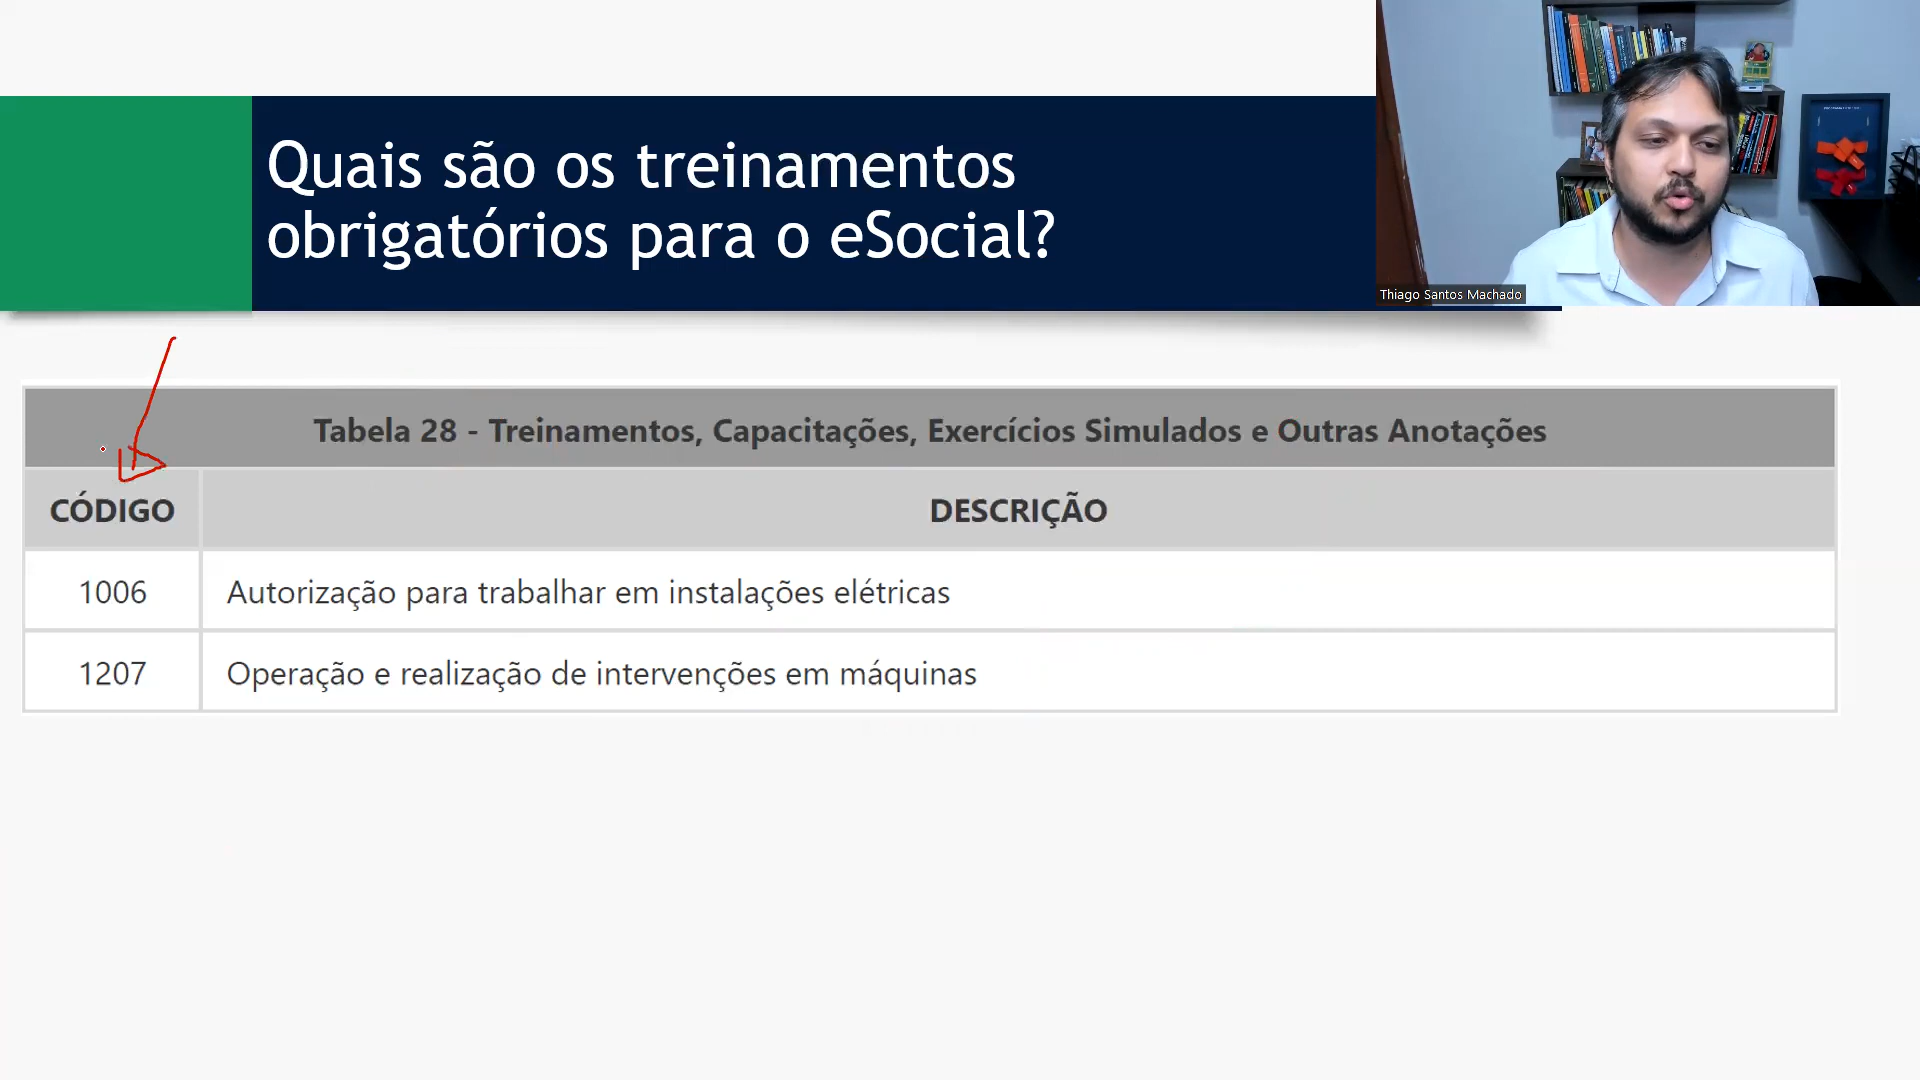 Quais são os treinamentos
obrigatórios para o eSocial?
Thiago Santos Machado
Tabela 28 - Treinamentos, Capacitações, Exercícios Simulados e Outras Anotações
CÓDIGO DESCRIÇÃO
1006 Autorização para trabalhar em instalações elétricas
1207 Operação e realização de intervenções em máquinas